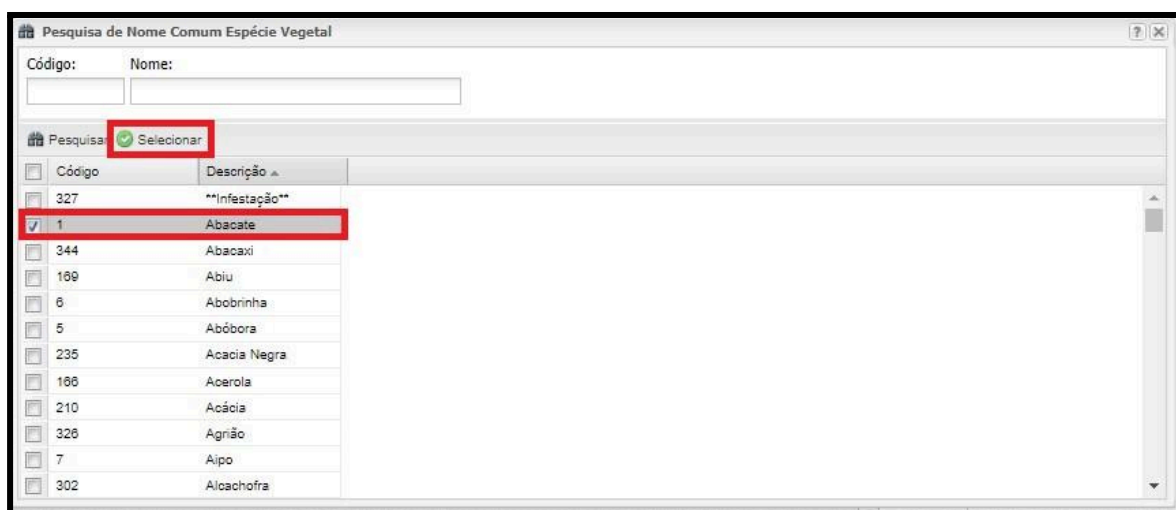 Pesquisa de Nome Comum Espécie Vegetal
Código: Nome:
Pesquisar Selecionar
Código Descrição
327 **Infestação**
1 Abacate
344 Abacaxi
169 Abiu
6 Abobrinha
5 Abóbora
235 Acacia Negra
166 Acerola
210 Acácia
326 Agrião
7 Aipo
302 Alcachofra